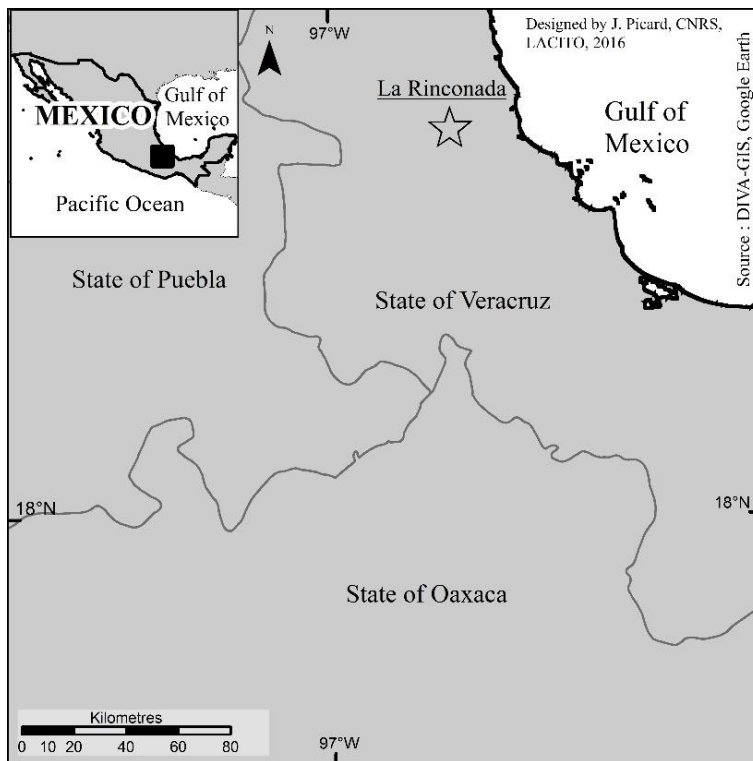 97°W
Designed by J. Picard, CNRS,
LACITO, 2016
N
Gulf of
Mexico
MEXICO
Pacific Ocean
La Rinconada
Gulf of
Mexico
Source : DIVA-GIS, Google Earth
State of Puebla
State of Veracruz
18°N
18°N
State of Oaxaca
Kilometres
0 10 20 40 60 80
97°W